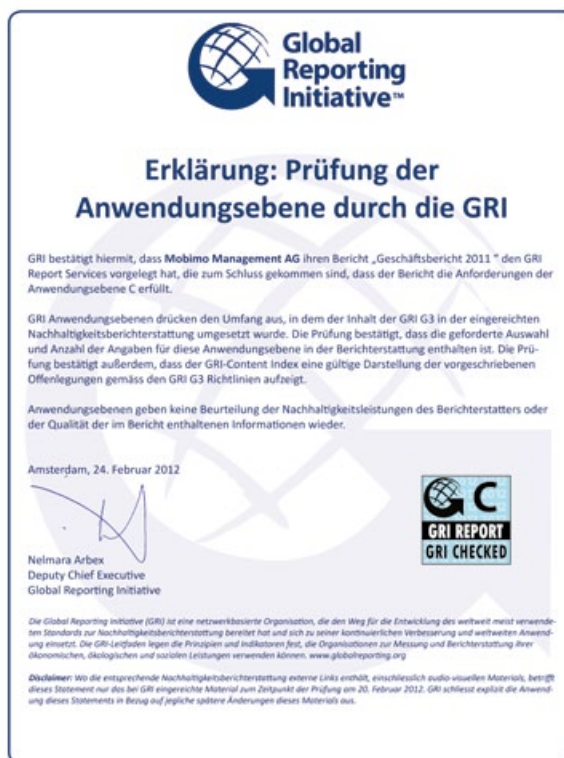 Global
Reporting
Initiative™
Erklärung: Prüfung der
Anwendungsebene durch die GRI
GRI bestätigt hiermit, dass Mobimo Management AG ihren Bericht „Geschäftsbericht 2011 " den GRI
Report Services vorgelegt hat, die zum Schluss gekommen sind, dass der Bericht die Anforderungen der
Anwendungsebene C erfüllt.
GRI Anwendungsebenen drücken den Umfang aus, in dem der Inhalt der GRI G3 in der eingereichten
Nachhaltigkeitsberichterstattung umgesetzt wurde. Die Prüfung bestätigt, dass die geforderte Auswahl
und Anzahl der Angaben für diese Anwendungsebene in der Berichterstattung enthalten ist. Die Prü-
fung bestätigt außerdem, dass der GRI-Content Index eine gültige Darstellung der vorgeschriebenen
Offenlegungen gemäss den GRI G3 Richtlinien aufzeigt.
Anwendungsebenen geben keine Beurteilung der Nachhaltigkeitsleistungen des Berichterstatters oder
der Qualität der im Bericht enthaltenen Informationen wieder.
Amsterdam, 24. Februar 2012
C
GRI REPORT
GRI CHECKED
Nelmara Arbex
Deputy Chief Executive
Global Reporting Initiative
Die Global Reporting Initiative (GRI) ist eine netzwerkbasierte Organisation, die den Weg für die Entwicklung des weltweit meist verwende-
ten Standards zur Nachhaltigkeitsberichterstattung bereitet hat und sich zu seiner kontinuierlichen Verbesserung und weltweiten Anwend-
ung einsetzt. Die GRI-Leitfaden legen die Prinzipien und Indikatoren fest, die Organisationen zur Messung und Berichterstattung ihrer
ökonomischen, ökologischen und sozialen Leistungen verwenden können. www.globalreporting.org
Disclaimer: Wo die entsprechende Nachhaltigkeitsberichterstattung externe Links enthält, einschliesslich audio-visuellen Materials, betrifft
dieses Statement nur das bei GRI eingereichte Material zum Zeitpunkt der Prüfung am 20. Februar 2012. GRI schliesst explizit die Anwend-
ung dieses Statements in Bezug auf jegliche spätere Änderungen dieses Materials aus.